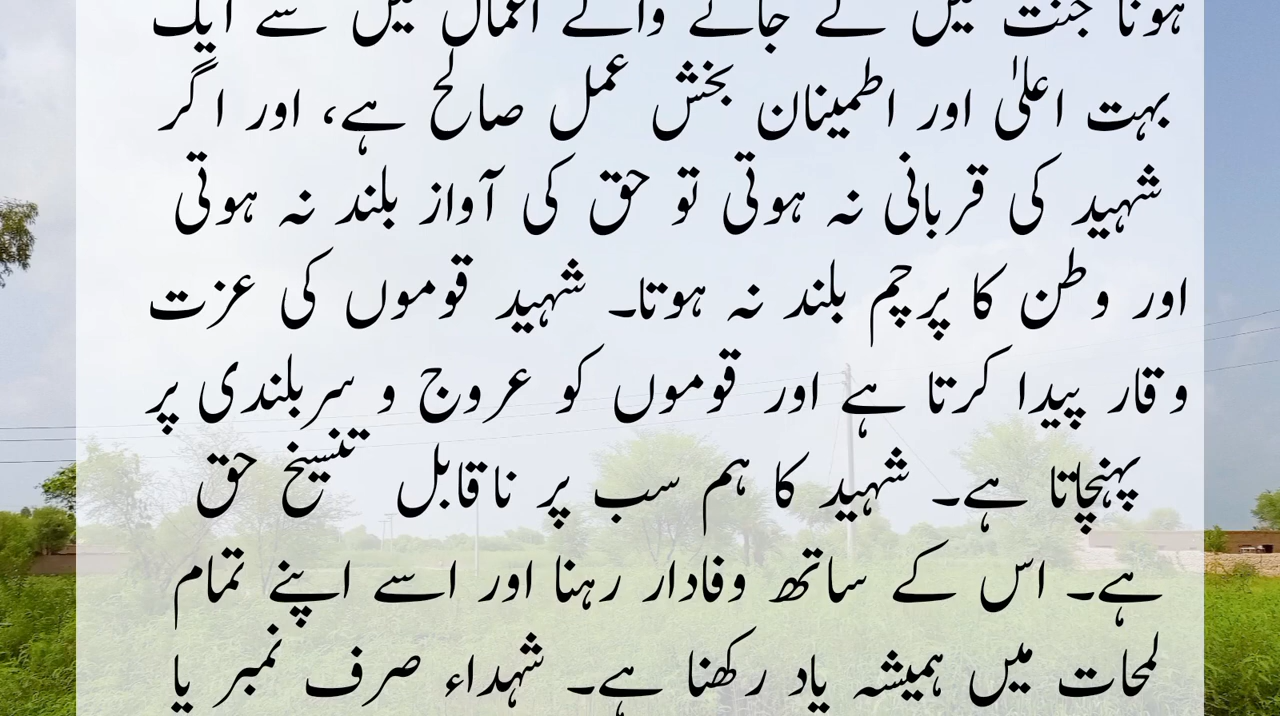 ہونا جنت میں لے جانے والے اعمال میں سے ایک
بہت اعلیٰ اور اطمینان بخش عمل صالح ہے، اور اگر
شہید کی قربانی نہ ہوتی تو حق کی آواز بلند نہ ہوتی
اور وطن کا پرچم بلند نہ ہوتا۔ شہید قوموں کی عزت
وقار پیدا کرتا ہے اور قوموں کو عروج و سربلندی پر
پہنچاتا ہے۔ شہید کا ہم سب پر ناقابل تنسیخ حق
ہے۔ اس کے ساتھ وفادار رہنا اور اسے اپنے تمام
لمحات میں ہمیشہ یاد رکھنا ہے۔ شہداء صرف نمبر یا